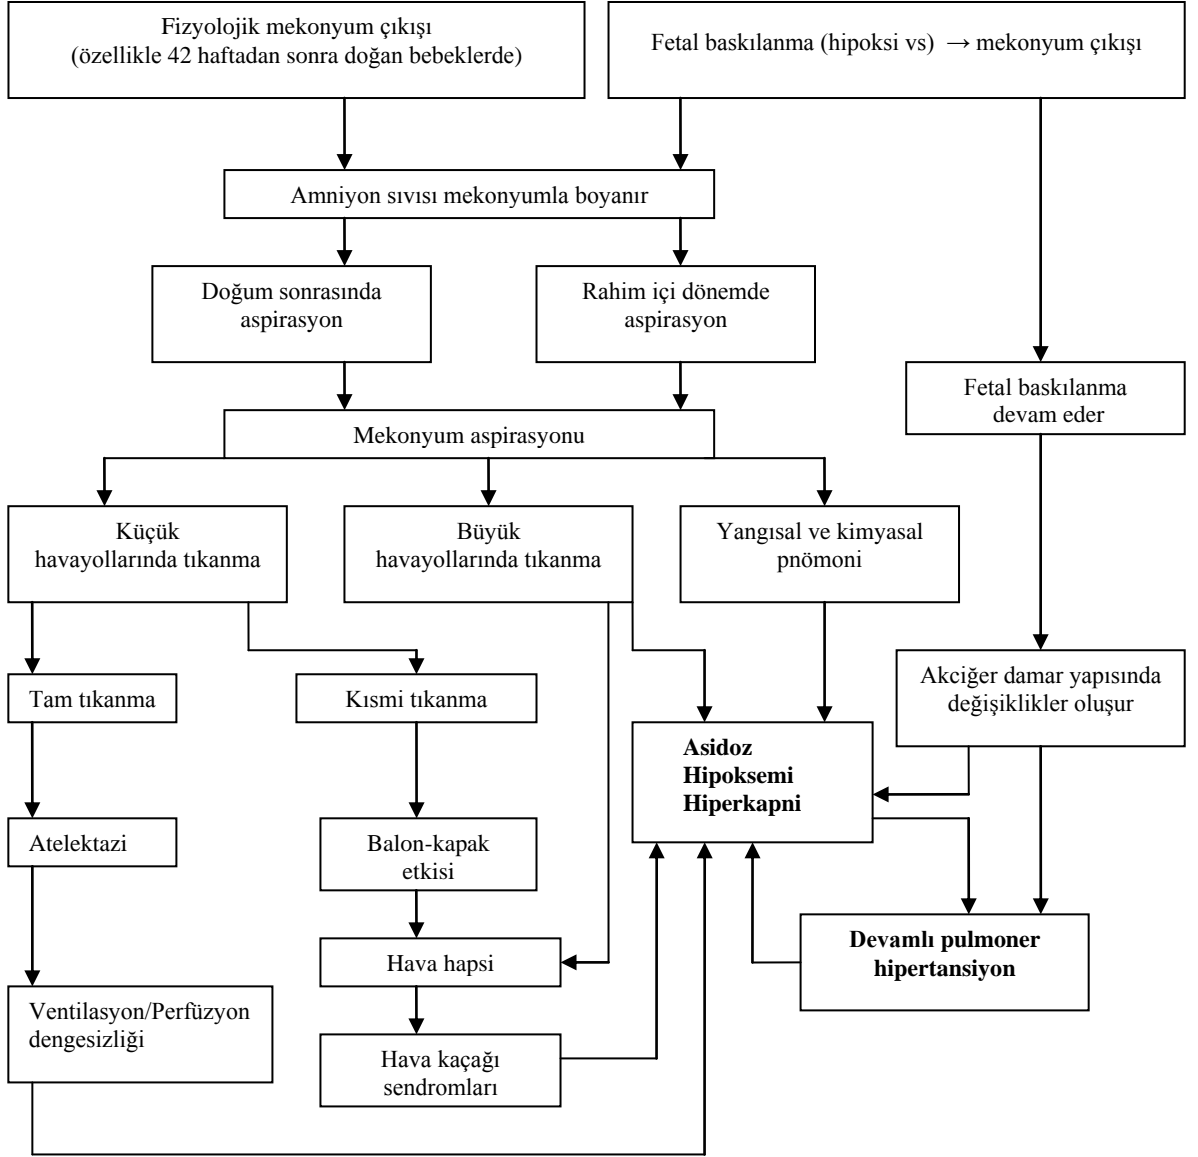 Fizyolojik mekonyum çıkışı
(özellikle 42 haftadan sonra doğan bebeklerde)
Fetal baskılanma (hipoksi vs) → mekonyum çıkışı
Amniyon sıvısı mekonyumla boyanır
Doğum sonrasında
aspirasyon
Rahim içi dönemde
aspirasyon
Fetal baskılanma
devam eder
Mekonyum aspirasyonu
Küçük
havayollarında tıkanma
Büyük
havayollarında tıkanma
Yangısal ve kimyasal
pnömoni
Tam tıkanma
Kısmi tıkanma
Akciğer damar yapısında
değişiklikler oluşur
Asidoz
Hipoksemi
Hiperkapni
Atelektazi
Balon-kapak
etkisi
Devamlı pulmoner
hipertansiyon
Hava hapsi
Ventilasyon/Perfüzyon
dengesizliği
Hava kaçağı
sendromları